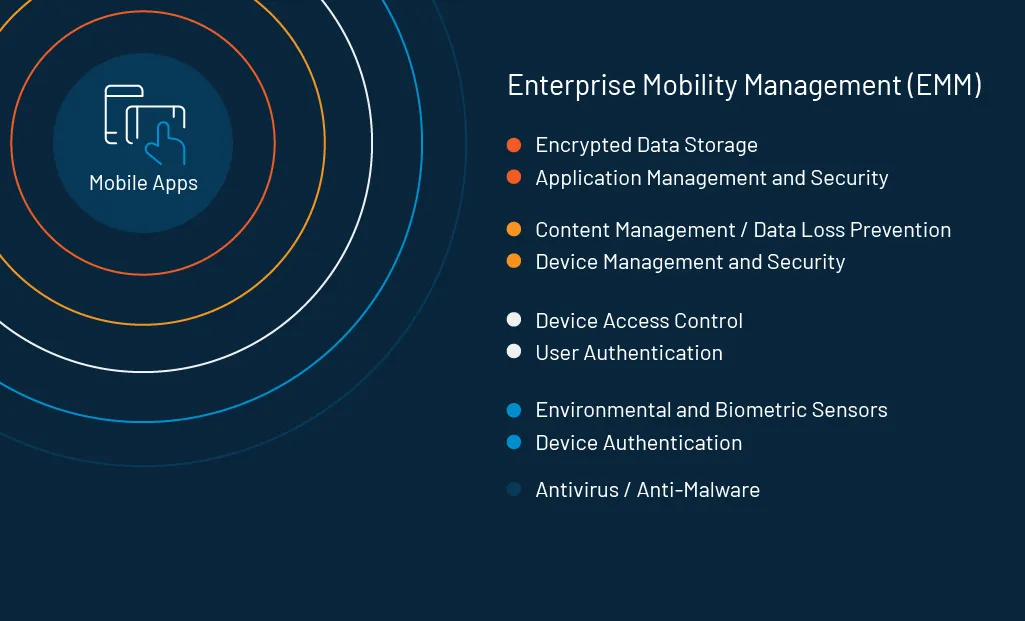 Mobile Apps
Enterprise Mobility Management (EMM)
Encrypted Data Storage
Application Management and Security
Content Management / Data Loss Prevention
Device Management and Security
Device Access Control
User Authentication
Environmental and Biometric Sensors
Device Authentication
Antivirus / Anti-Malware